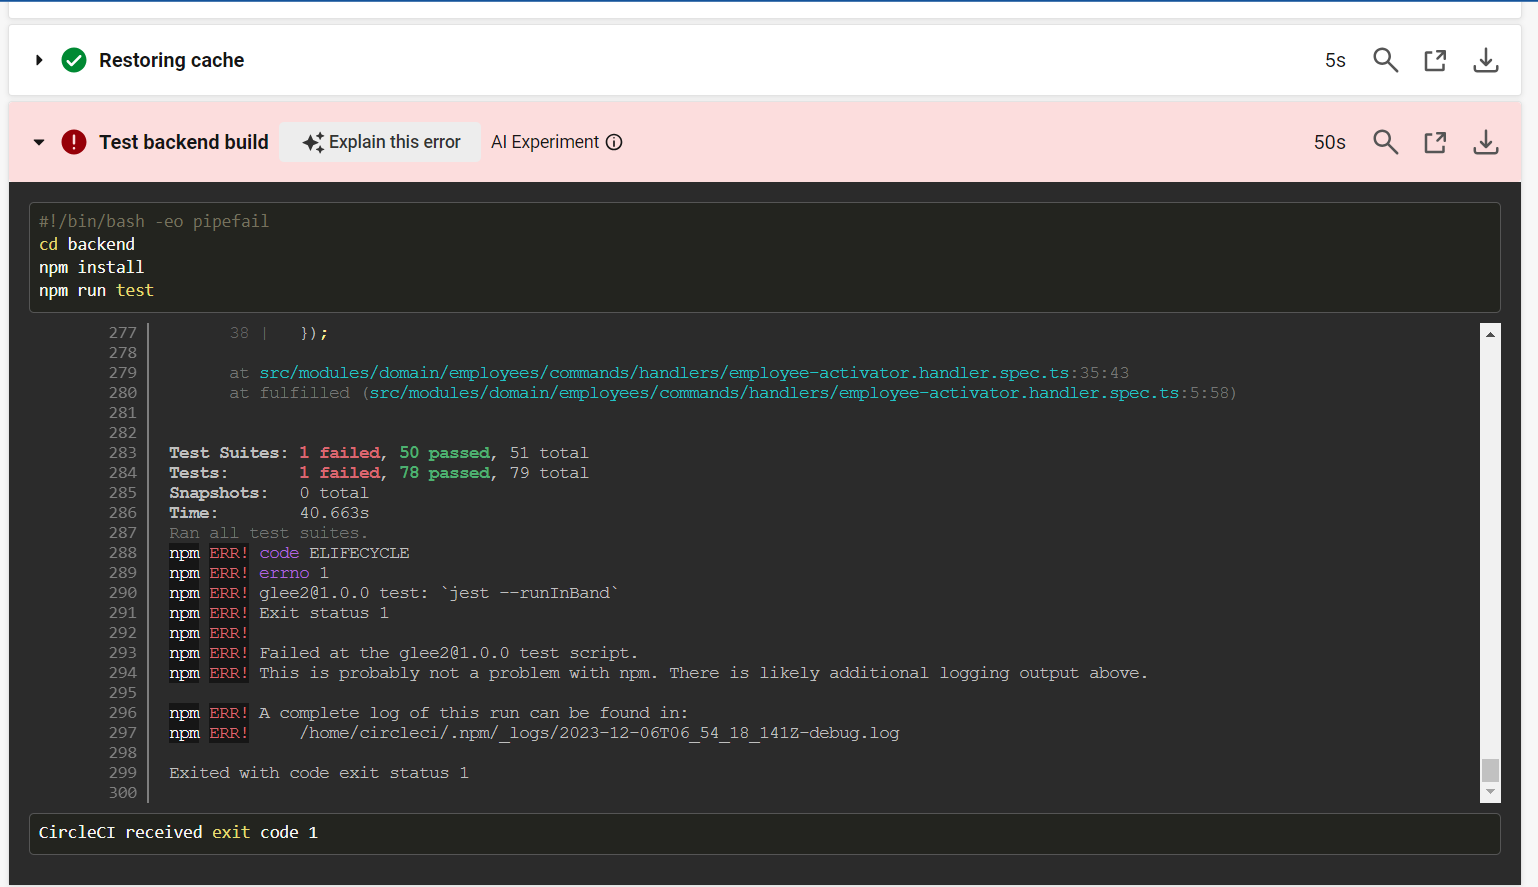 Restoring cache 5s
Test backend build Explain this error AI Experiment 50s
#!/bin/bash -eo pipefail
cd backend
npm install
npm run test
277 38 | });
278
279 at src/modules/domain/employees/commands/handlers/employee-activator.handler.spec.ts:35:43
280 at fulfilled (src/modules/domain/employees/commands/handlers/employee-activator.handler.spec.ts:5:58)
281
282
283 Test Suites: 1 failed, 50 passed, 51 total
284 Tests: 1 failed, 78 passed, 79 total
285 Snapshots: 0 total
286 Time: 40.663s
287 Ran all test suites.
288 npm ERR! code ELIFECYCLE
289 npm ERR! errno 1
290 npm ERR! glee2@1.0.0 test: `jest --runInBand`
291 npm ERR! Exit status 1
292 npm ERR!
293 npm ERR! Failed at the glee2@1.0.0 test script.
294 npm ERR! This is probably not a problem with npm. There is likely additional logging output above.
295
296 npm ERR! A complete log of this run can be found in:
297 npm ERR! /home/circleci/.npm/_logs/2023-12-06T06_54_18_141Z-debug.log
298
299 Exited with code exit status 1
300
CircleCI received exit code 1